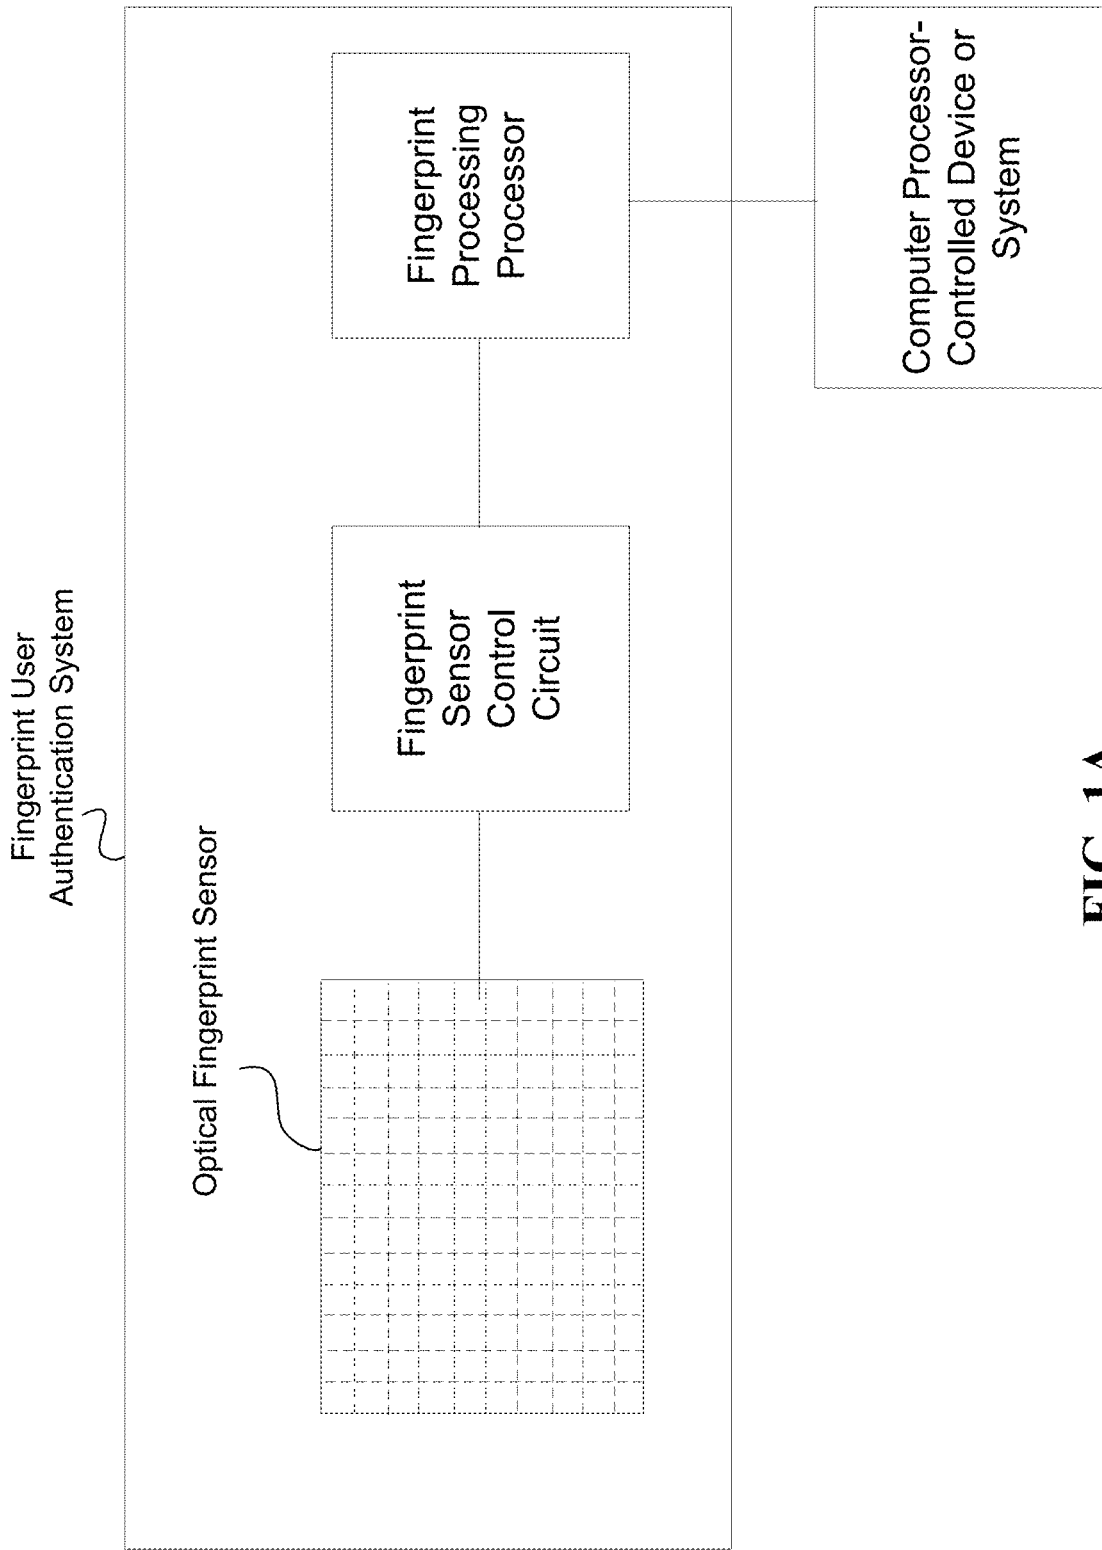 Fingerprint User
Authentication System
Optical Fingerprint Sensor
Fingerprint
Sensor
Control
Circuit
Fingerprint
Processing
Processor
Computer Processor-
Controlled Device or
System
FIG. 1A